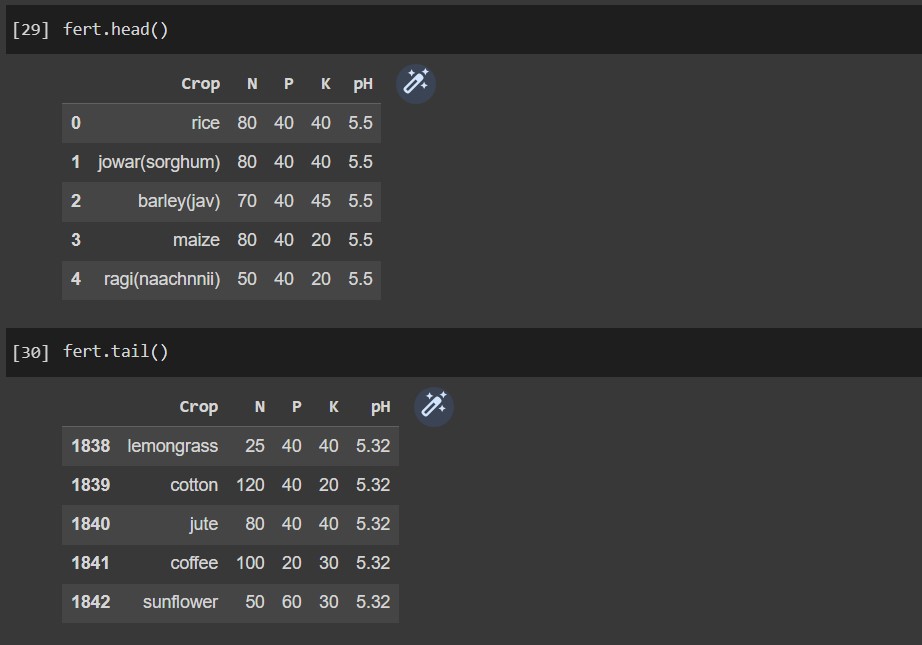 [29] fert.head()
Crop N P K pH
0 rice 80 40 40 5.5
1 jowar(sorghum) 80 40 40 5.5
2 barley(jav) 70 40 45 5.5
3 maize 80 40 20 5.5
4 ragi(naachnnii) 50 40 20 5.5
[30] fert.tail()
Crop N P K pH
1838 lemongrass 25 40 40 5.32
1839 cotton 120 40 20 5.32
1840 jute 80 40 40 5.32
1841 coffee 100 20 30 5.32
1842 sunflower 50 60 30 5.32